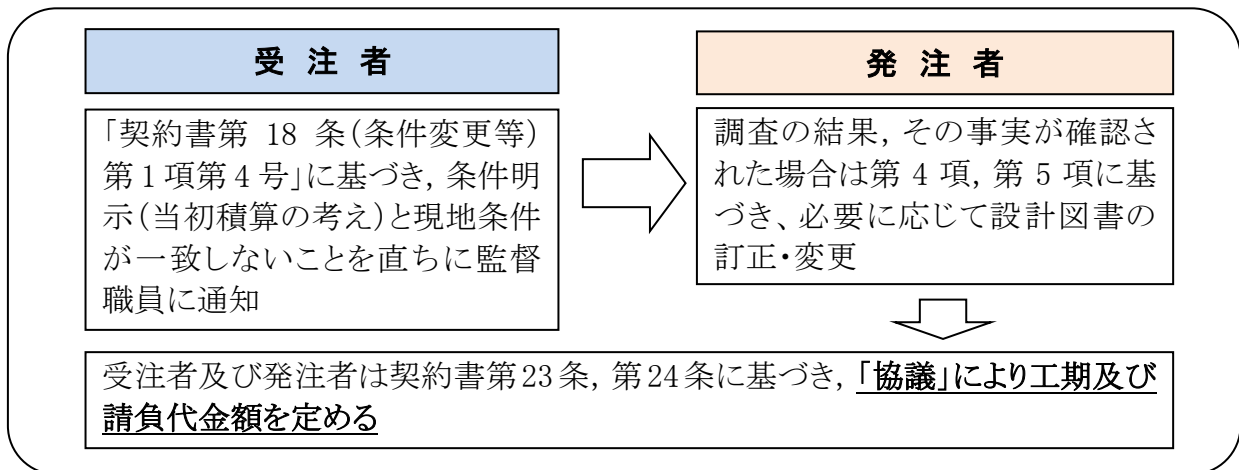 受 注 者
「契約書第 18 条(条件変更等)
第1項第4号」に基づき, 条件明
示(当初積算の考え)と現地条件
が一致しないことを直ちに監督
職員に通知
発 注 者
調査の結果, その事実が確認さ
れた場合は第 4 項, 第 5 項に基
づき、必要に応じて設計図書の
訂正・変更
受注者及び発注者は契約書第23条, 第24条に基づき, 「協議」により工期及び
請負代金額を定める